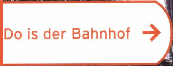 Do is der Bahnhof →